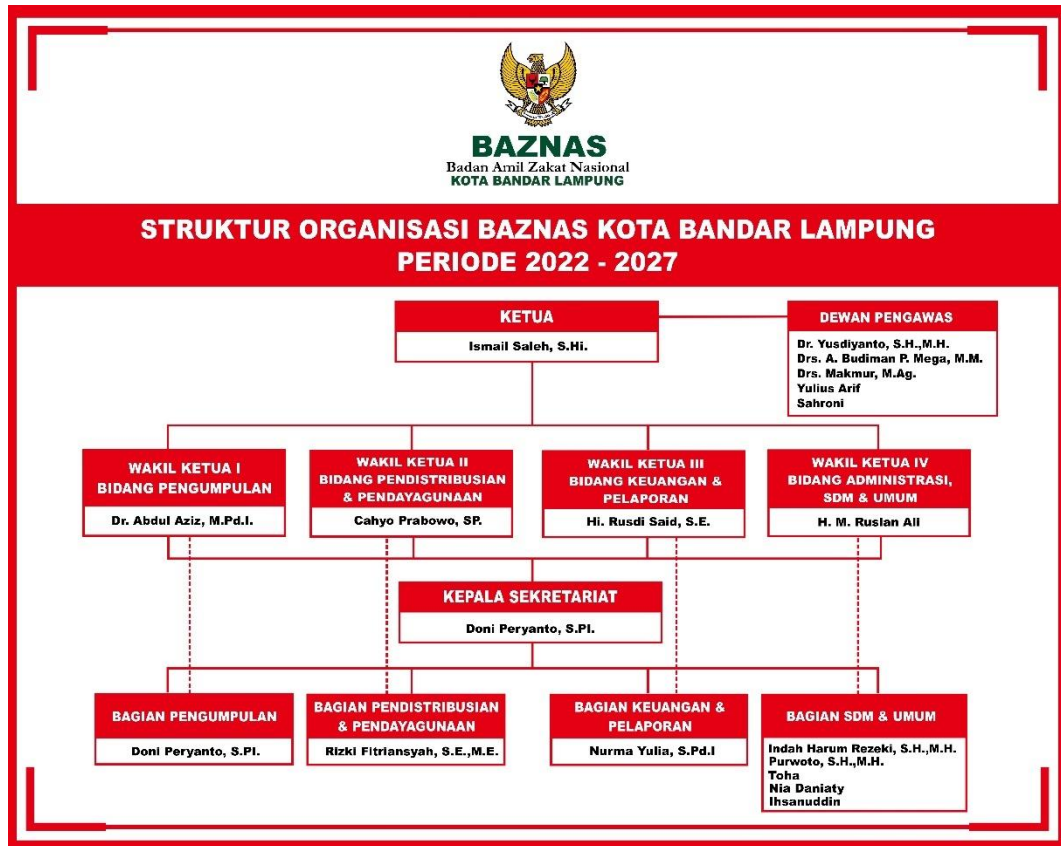 BAZNAS
Badan Amil Zakat Nasional
KOTA BANDAR LAMPUNG
STRUKTUR ORGANISASI BAZNAS KOTA BANDAR LAMPUNG
PERIODE 2022 - 2027
KETUA
Ismail Saleh, S.Hi.
DEWAN PENGAWAS
Dr. Yusdiyanto, S.H.,M.H.
Drs. A. Budiman P. Mega, M.M.
Drs. Makmur, M.Ag.
Yulius Arif
Sahroni
WAKIL KETUA I
BIDANG PENGUMPULAN
Dr. Abdul Aziz, M.Pd.I.
WAKIL KETUA II
BIDANG PENDISTRIBUSIAN
& PENDAYAGUNAAN
Cahyo Prabowo, SP.
WAKIL KETUA III
BIDANG KEUANGAN &
PELAPORAN
Hi. Rusdi Said, S.E.
WAKIL KETUA IV
BIDANG ADMINISTRASI,
SDM & UMUM
H. M. Ruslan Ali
KEPALA SEKRETARIAT
Doni Peryanto, S.PI.
BAGIAN PENGUMPULAN
Doni Peryanto, S.PI.
BAGIAN PENDISTRIBUSIAN
& PENDAYAGUNAAN
Rizki Fitriansyah, S.E.,M.E.
BAGIAN KEUANGAN &
PELAPORAN
Nurma Yulia, S.Pd.I
BAGIAN SDM & UMUM
Indah Harum Rezeki, S.H.,M.H.
Purwoto, S.H.,M.H.
Toha
Nia Daniaty
Ihsanuddin